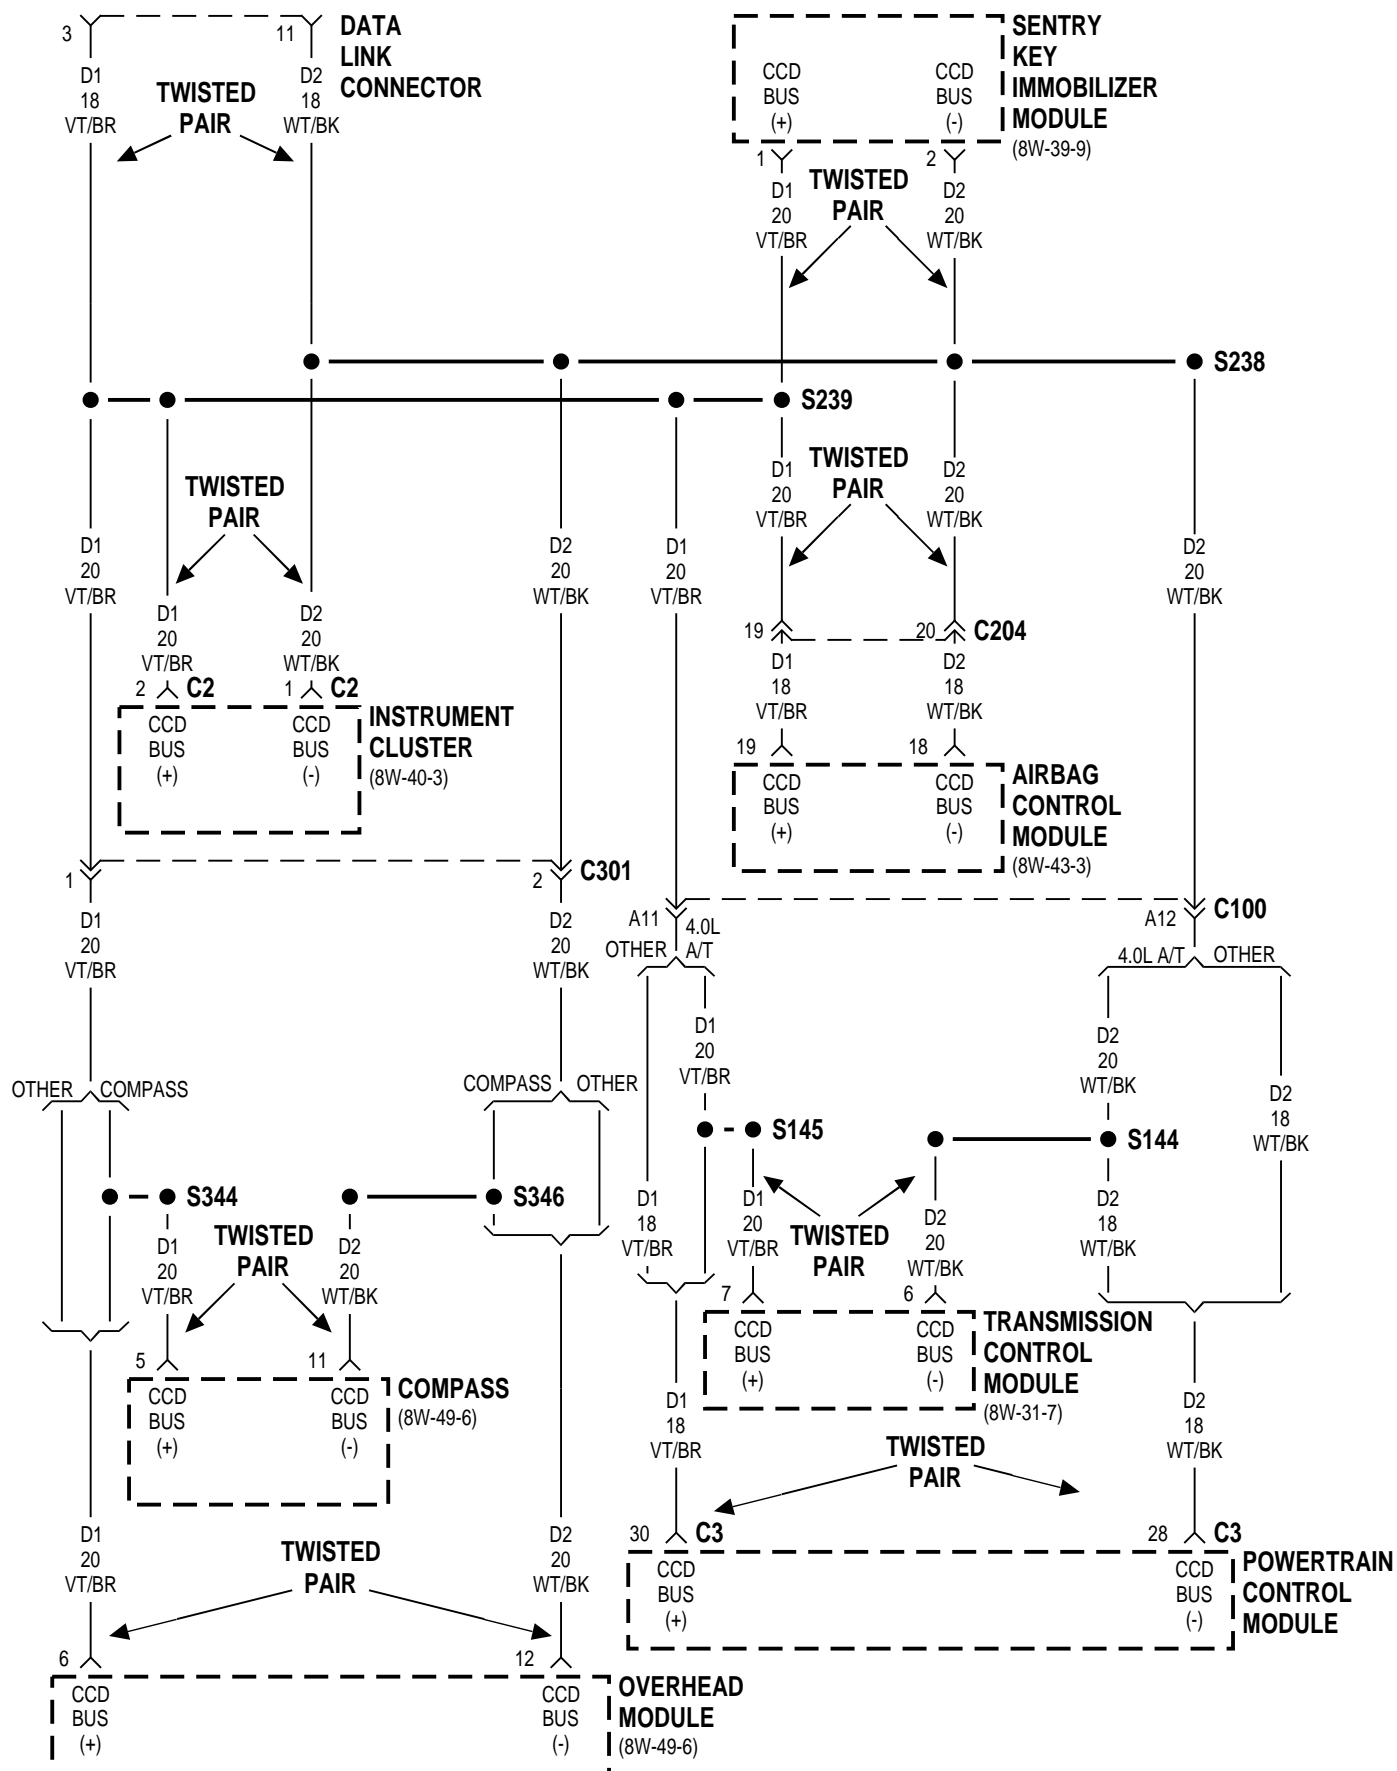 3
11
DATA
LINK
CONNECTOR
D1
18
VT/BR
D2
18
WT/BK
TWISTED
PAIR
CCD
BUS
(+)
CCD
BUS
(-)
SENTRY
KEY
IMMOBILIZER
MODULE
(8W-39-9)
1
2
D1
20
VT/BR
TWISTED
PAIR
D2
20
WT/BK
S238
S239
TWISTED
PAIR
D1
20
VT/BR
D1
20
VT/BR
D2
20
WT/BK
D2
20
WT/BK
D1
20
VT/BR
D1
20
VT/BR
TWISTED
PAIR
D2
20
WT/BK
D2
20
WT/BK
2
C2
1
C2
CCD
BUS
(+)
CCD
BUS
(-)
INSTRUMENT
CLUSTER
(8W-40-3)
19
20
C204
D1
18
VT/BR
D2
18
WT/BK
19
18
CCD
BUS
(+)
CCD
BUS
(-)
AIRBAG
CONTROL
MODULE
(8W-43-3)
1
2
C301
D1
20
VT/BR
D2
20
WT/BK
A11
4.0L
OTHER
A/T
A12
C100
4.0L A/T
OTHER
D1
20
VT/BR
D2
20
WT/BK
D2
18
WT/BK
OTHER
COMPASS
COMPASS
OTHER
S145
S144
S344
S346
D1
20
VT/BR
TWISTED
PAIR
D2
20
WT/BK
D1
18
VT/BR
D1
20
VT/BR
TWISTED
PAIR
D2
20
WT/BK
D2
18
WT/BK
7
6
CCD
BUS
(+)
CCD
BUS
(-)
TRANSMISSION
CONTROL
MODULE
(8W-31-7)
5
11
CCD
BUS
(+)
CCD
BUS
(-)
COMPASS
(8W-49-6)
D1
18
VT/BR
TWISTED
PAIR
D2
18
WT/BK
D1
20
VT/BR
TWISTED
PAIR
D2
20
WT/BK
30
C3
28
C3
CCD
BUS
(+)
CCD
BUS
(-)
POWERTRAIN
CONTROL
MODULE
6
12
CCD
BUS
(+)
CCD
BUS
(-)
OVERHEAD
MODULE
(8W-49-6)